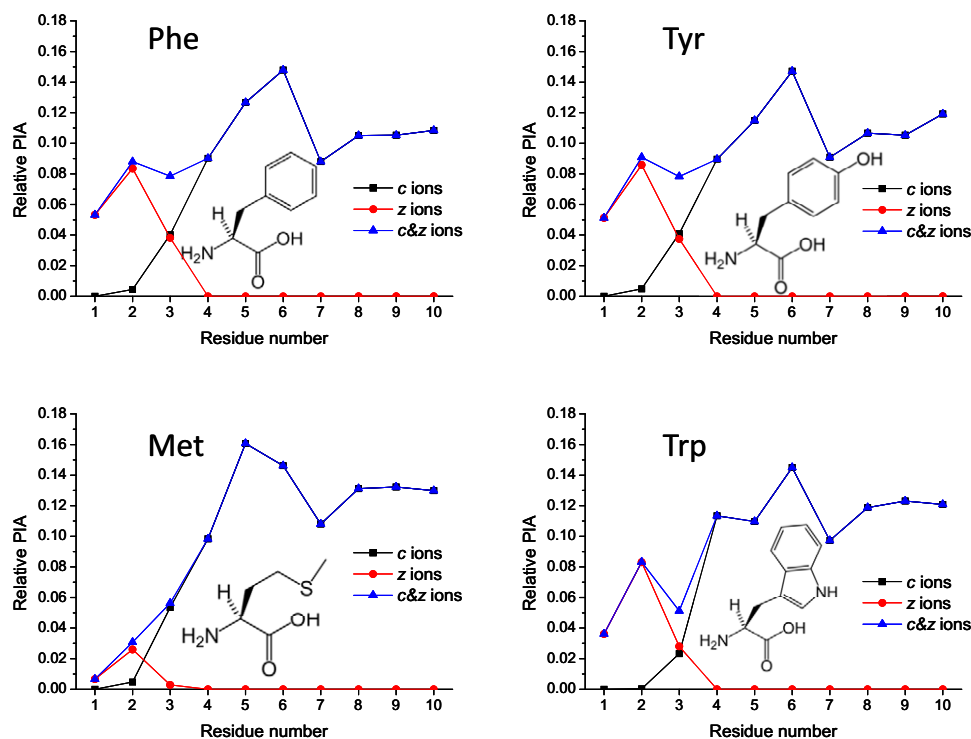 Phe
Relative PIA
0.18
0.16
0.14
0.12
0.10
0.08
0.06
0.04
0.02
0.00
1 2 3 4 5 6 7 8 9 10
Residue number
c ions
z ions
c&z ions
H
H2N
OH
O
Tyr
Relative PIA
0.18
0.16
0.14
0.12
0.10
0.08
0.06
0.04
0.02
0.00
1 2 3 4 5 6 7 8 9 10
Residue number
c ions
z ions
c&z ions
OH
H
H2N
OH
O
Met
Relative PIA
0.18
0.16
0.14
0.12
0.10
0.08
0.06
0.04
0.02
0.00
1 2 3 4 5 6 7 8 9 10
Residue number
c ions
z ions
c&z ions
S
H
H2N
OH
O
Trp
Relative PIA
0.18
0.16
0.14
0.12
0.10
0.08
0.06
0.04
0.02
0.00
1 2 3 4 5 6 7 8 9 10
Residue number
c ions
z ions
c&z ions
NH
H
H2N
OH
O